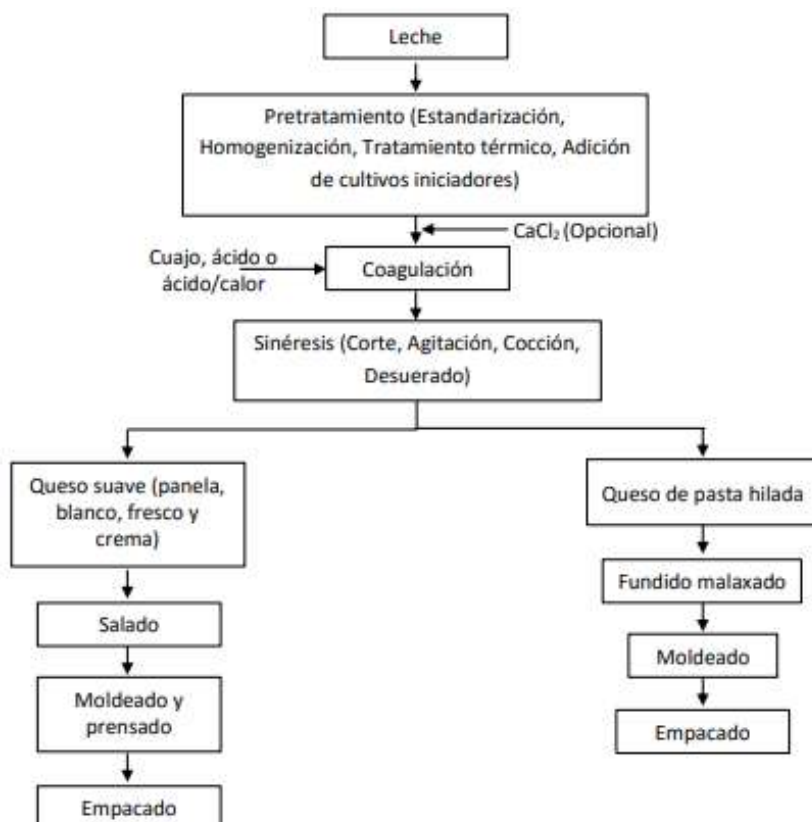 Leche
Pretratamiento (Estandarización,
Homogenización, Tratamiento térmico, Adición
de cultivos iniciadores)
CaCl₂ (Opcional)
Cuajo, ácido o
ácido/calor
Coagulación
Sinéresis (Corte, Agitación, Cocción,
Desuerado)
Queso suave (panela,
blanco, fresco y
crema)
Salado
Moldeado y
prensado
Empacado
Queso de pasta hilada
Fundido malaxado
Moldeado
Empacado